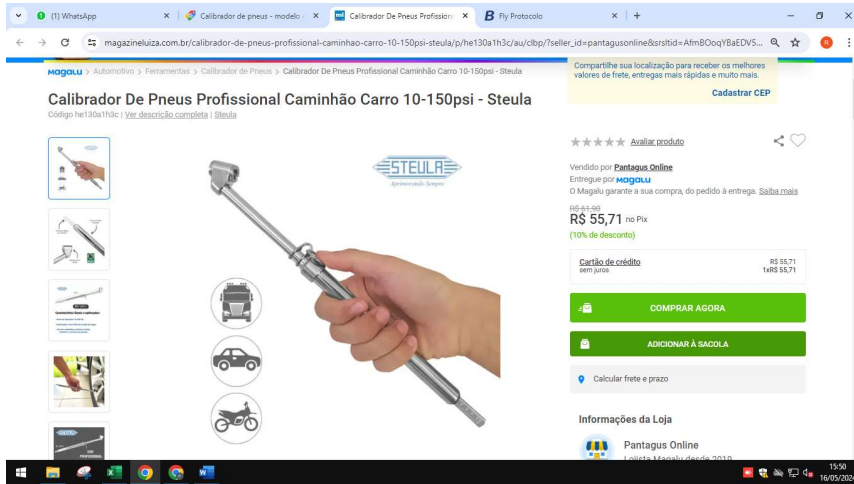 (1) WhatsApp
Calibrador de pneus - modelo
Calibrador De Pneus Profissiona
Fly Protocolo
magazineluiza.com.br/calibrador-de-pneus-profissional-caminhao-carro-10-150psi-steula/p/he130a1h3c/au/clbp/?seller_id=pantagusonline&srsltid=AfmBOoqYBaEDV5...
R
Magalu > Automotivo > Ferramentas > Calibrador de Pneus > Calibrador De Pneus Profissional Caminhão Carro 10-150psi - Steula
Compartilhe sua localização para receber os melhores
valores de frete, entregas mais rápidas e muito mais.
Cadastrar CEP
Calibrador De Pneus Profissional Caminhão Carro 10-150psi - Steula
Código he130a1h3c | Ver descrição completa | Steula
STEULA
Aprimorando Sempre
Avaliar produto
Vendido por Pantagus Online
Entregue por Magalu
O Magalu garante a sua compra, do pedido à entrega. Saiba mais
R$ 61,90
R$ 55,71 no Pix
(10% de desconto)
Cartão de crédito
R$ 55,71
sem juros
1xR$ 55,71
COMPRAR AGORA
ADICIONAR À SACOLA
Calcular frete e prazo
Informações da Loja
Pantagus Online
Lojista Magalu desde 2019
15:50
16/05/2024